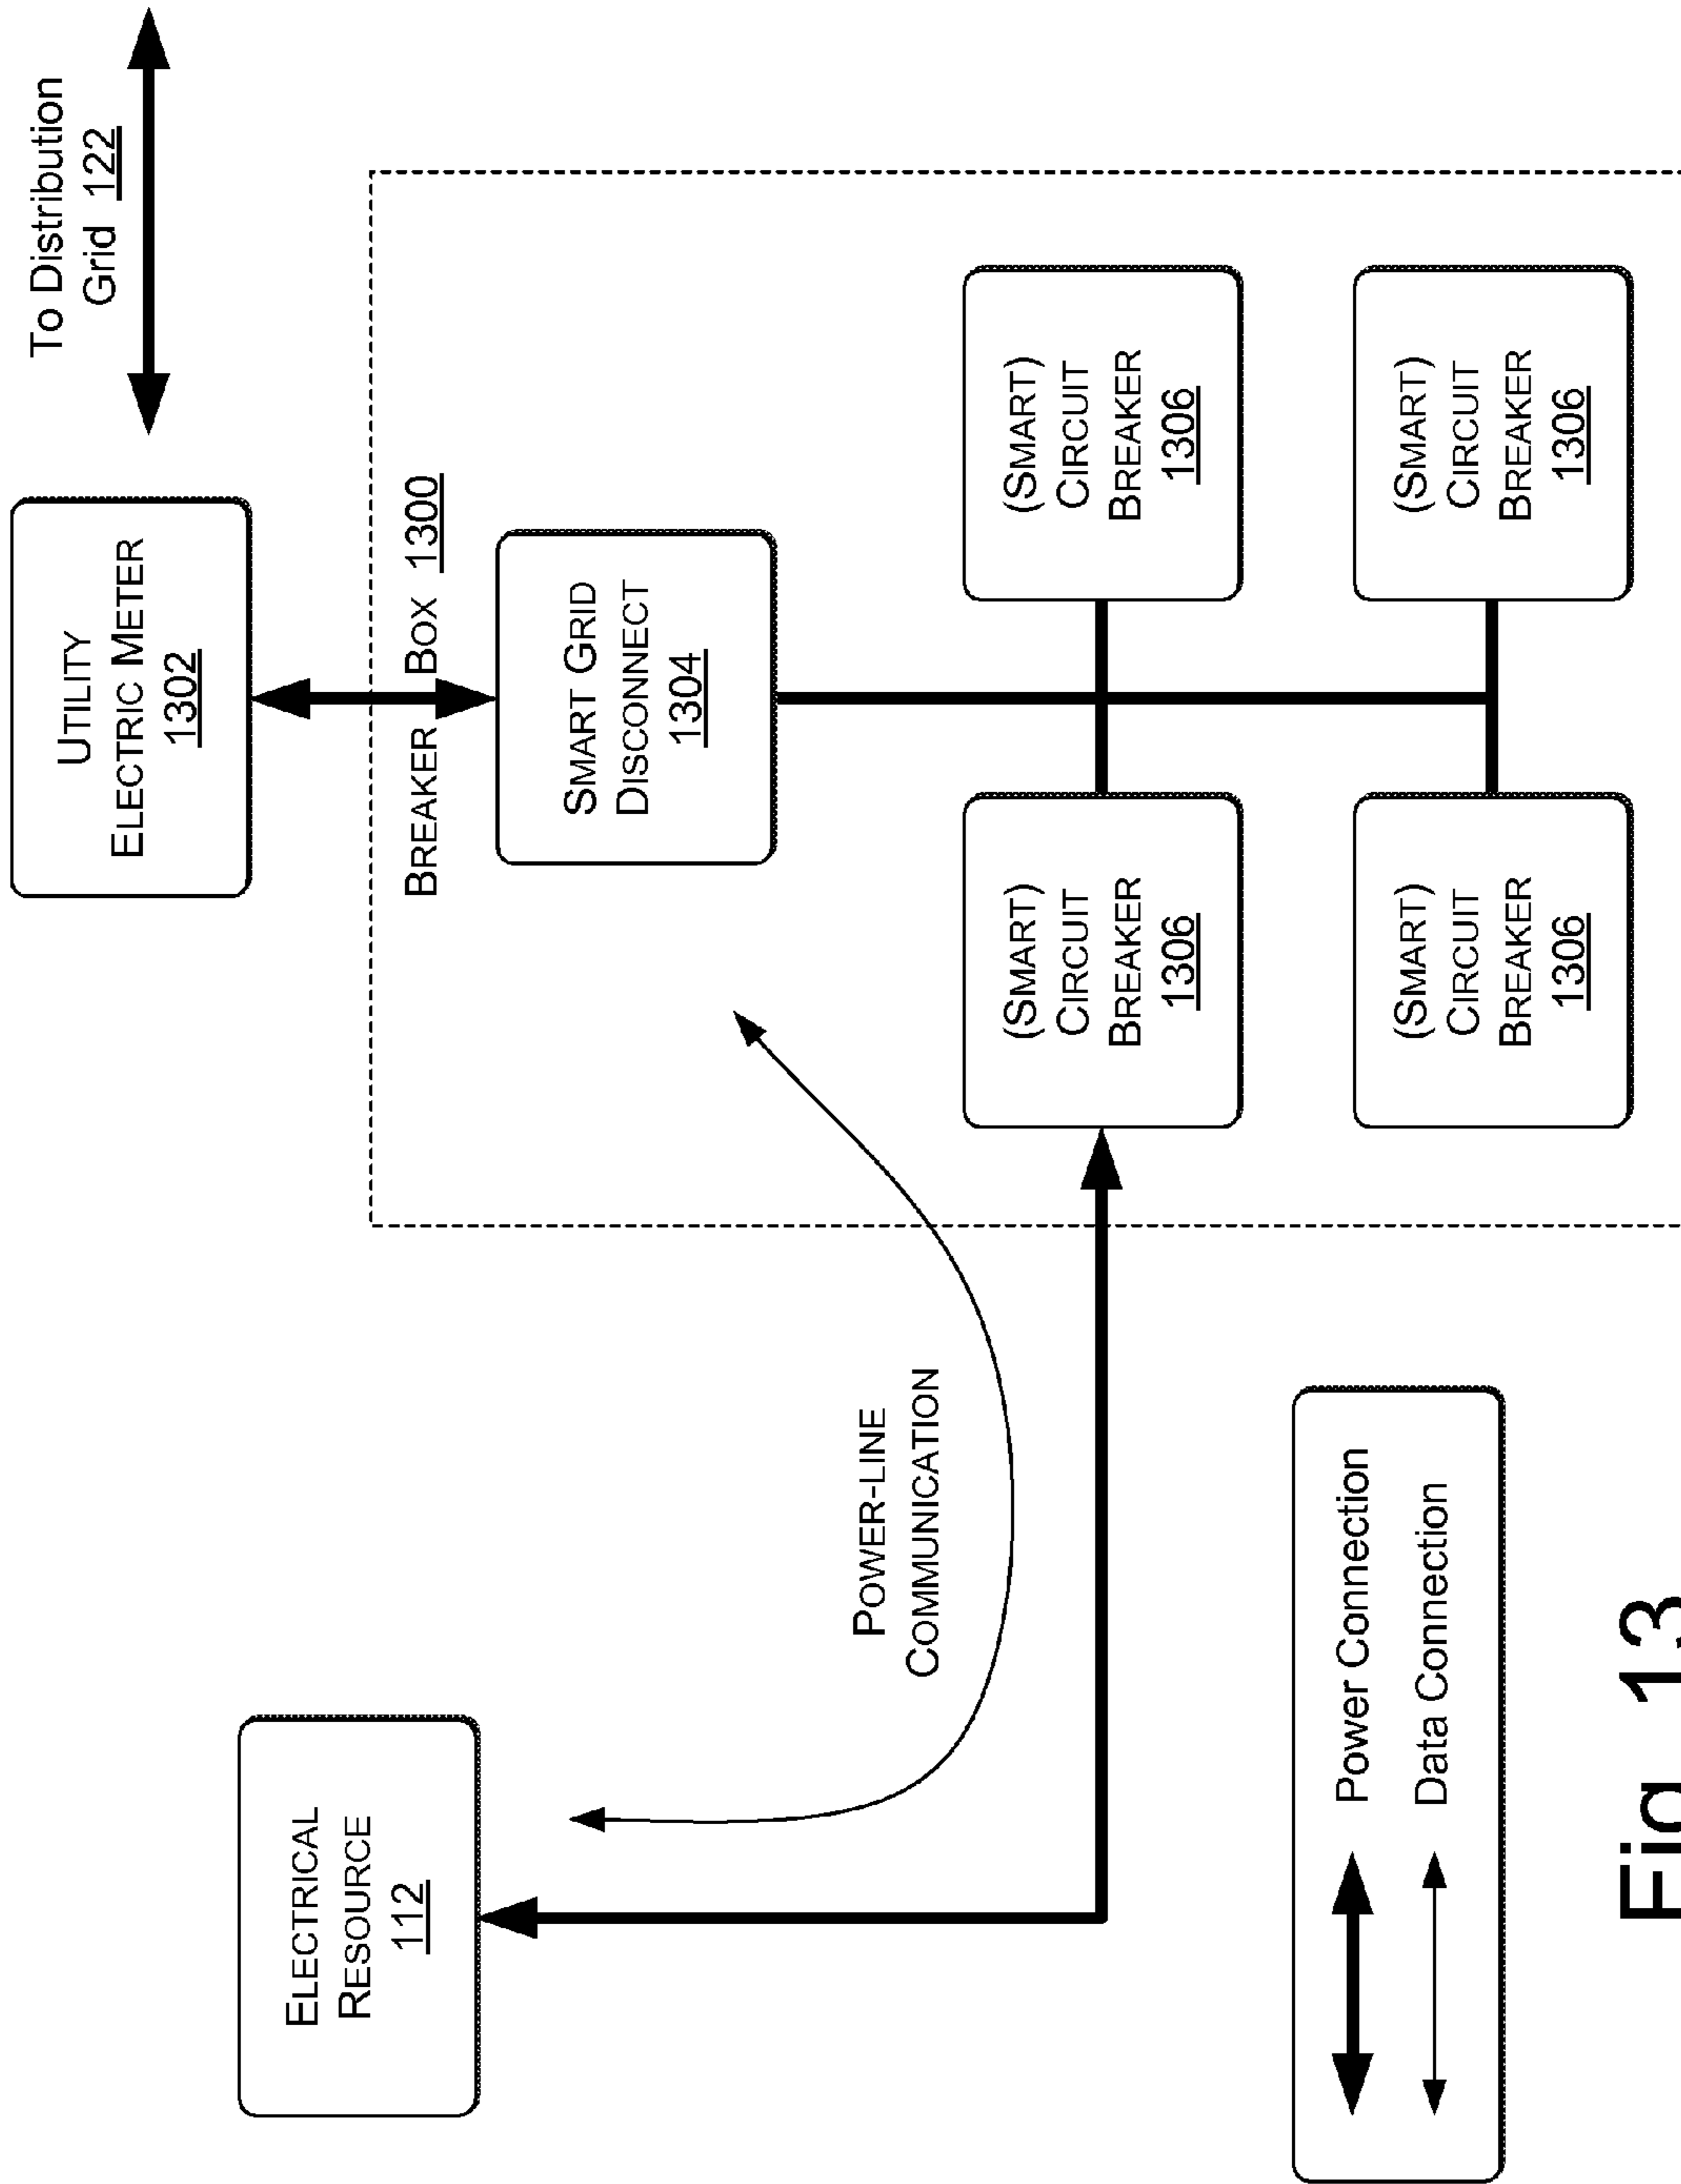 ELECTRICAL
RESOURCE
112
UTILITY
ELECTRIC METER
1302
To Distribution
Grid 122
BREAKER BOX 1300
SMART GRID
DISCONNECT
1304
POWER-LINE
COMMUNICATION
(SMART)
CIRCUIT
BREAKER
1306
(SMART)
CIRCUIT
BREAKER
1306
(SMART)
CIRCUIT
BREAKER
1306
(SMART)
CIRCUIT
BREAKER
1306
Power Connection
Data Connection
Fig. 13